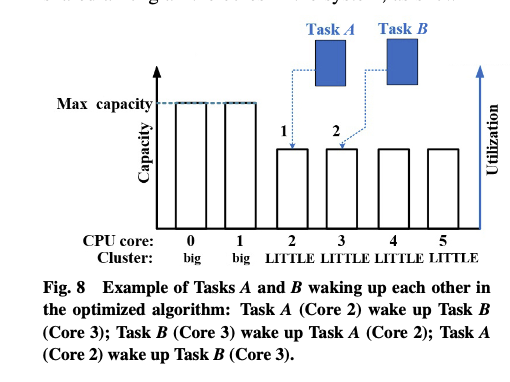 Task A Task B
Max capacity
Capacity
Utilization
1
2
CPU core: 0 1 2 3 4 5
Cluster: big big LITTLE LITTLE LITTLE LITTLE
Fig. 8 Example of Tasks A and B waking up each other in
the optimized algorithm: Task A (Core 2) wake up Task B
(Core 3); Task B (Core 3) wake up Task A (Core 2); Task A
(Core 2) wake up Task B (Core 3).